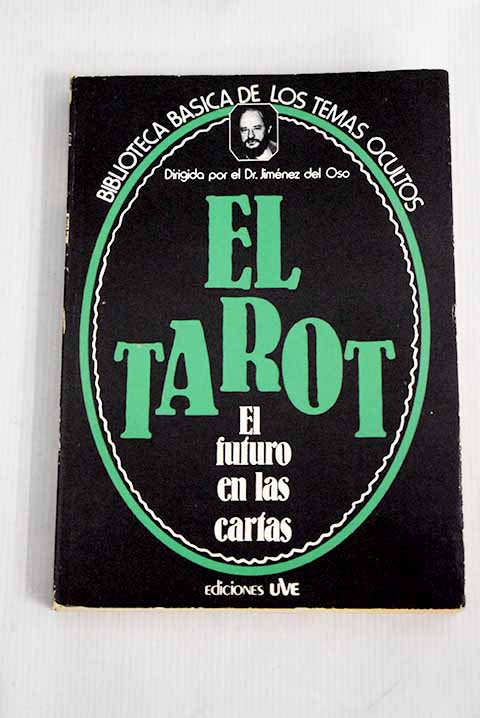 BIBLIOTECA BASICA DE LOS TEMAS OCULTOS
Dirigida por el Dr. Jiménez del Oso
EL
TAROT
El
futuro
en las
cartas
ediciones UVE